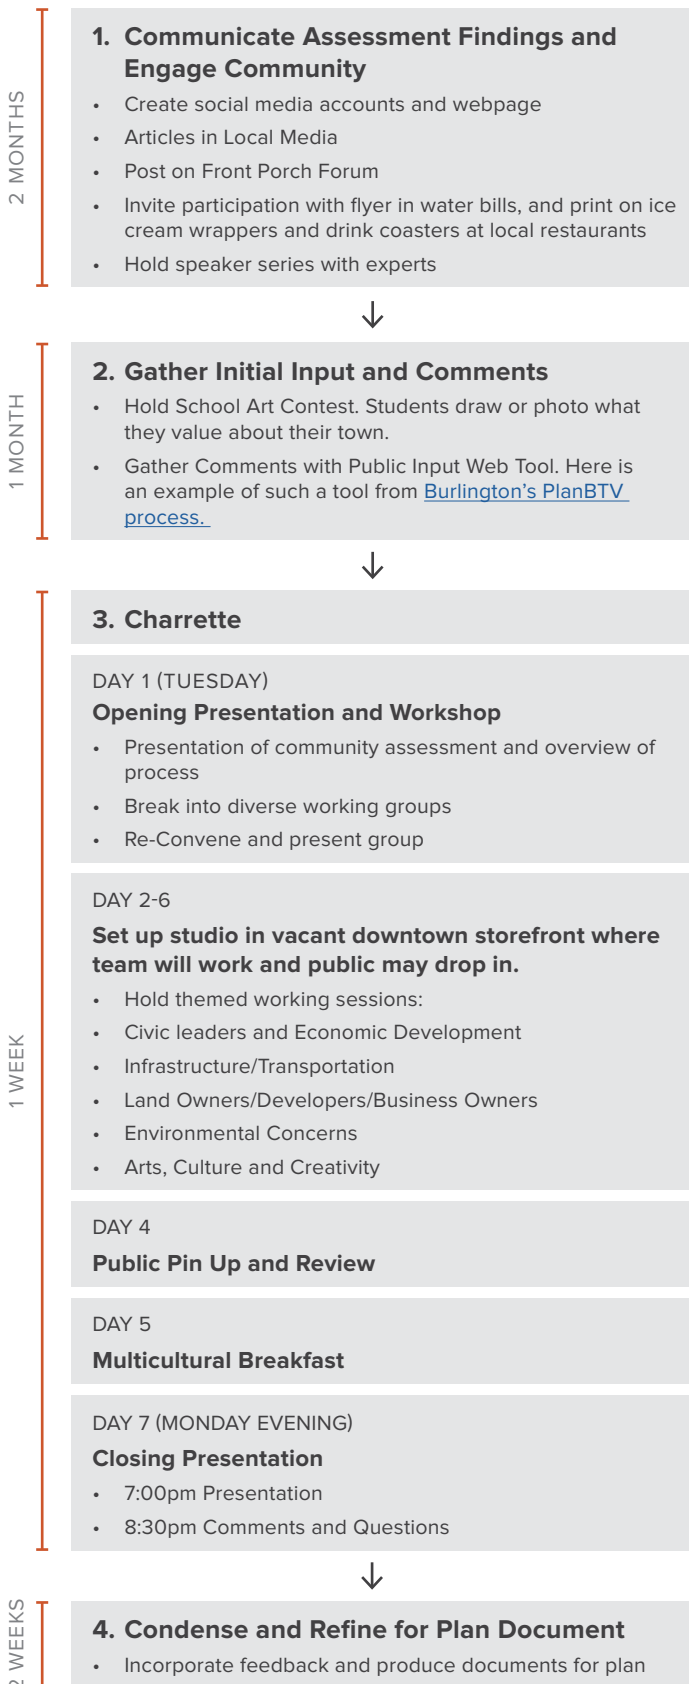 2 MONTHS
1. Communicate Assessment Findings and
Engage Community
• Create social media accounts and webpage
• Articles in Local Media
• Post on Front Porch Forum
• Invite participation with flyer in water bills, and print on ice
cream wrappers and drink coasters at local restaurants
• Hold speaker series with experts
1 MONTH
2. Gather Initial Input and Comments
• Hold School Art Contest. Students draw or photo what
they value about their town.
• Gather Comments with Public Input Web Tool. Here is
an example of such a tool from Burlington's PlanBTV
process.
1 WEEK
3. Charrette
DAY 1 (TUESDAY)
Opening Presentation and Workshop
• Presentation of community assessment and overview of
process
• Break into diverse working groups
• Re-Convene and present group
DAY 2-6
Set up studio in vacant downtown storefront where
team will work and public may drop in.
• Hold themed working sessions:
• Civic leaders and Economic Development
• Infrastructure/Transportation
• Land Owners/Developers/Business Owners
• Environmental Concerns
• Arts, Culture and Creativity
DAY 4
Public Pin Up and Review
DAY 5
Multicultural Breakfast
DAY 7 (MONDAY EVENING)
Closing Presentation
• 7:00pm Presentation
• 8:30pm Comments and Questions
2 WEEKS
4. Condense and Refine for Plan Document
• Incorporate feedback and produce documents for plan